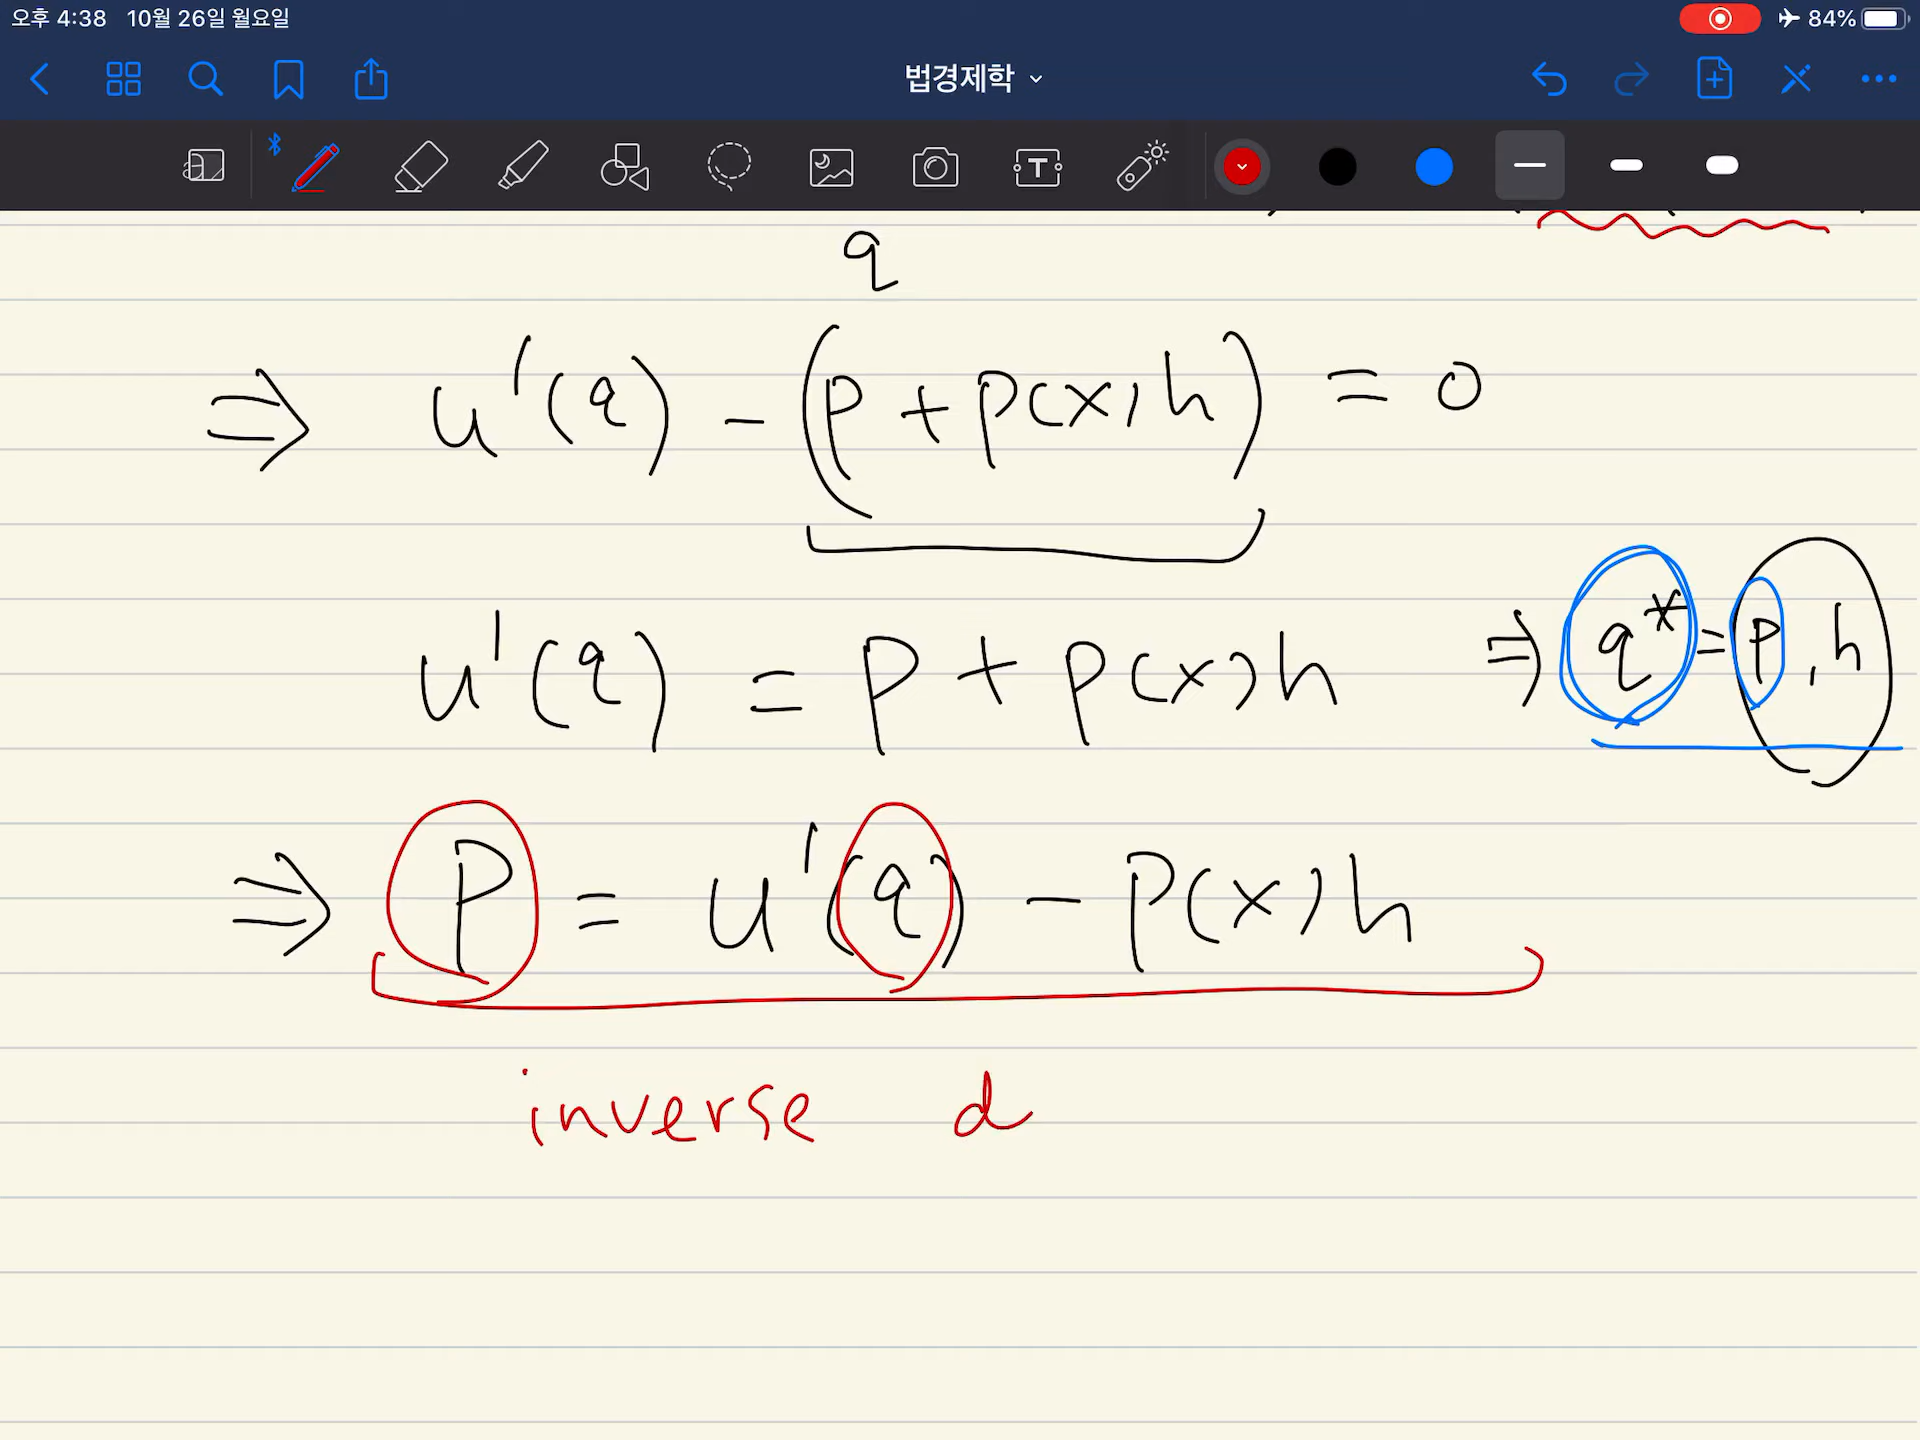 오후 4:38 10월 26일 월요일 84%
법경제학
q
⇒ u'(q) - (p + p(x)h) = 0
u'(q) = p + p(x)h ⇒ q* = p, h
⇒ p = u'(q) - p(x)h
inverse d